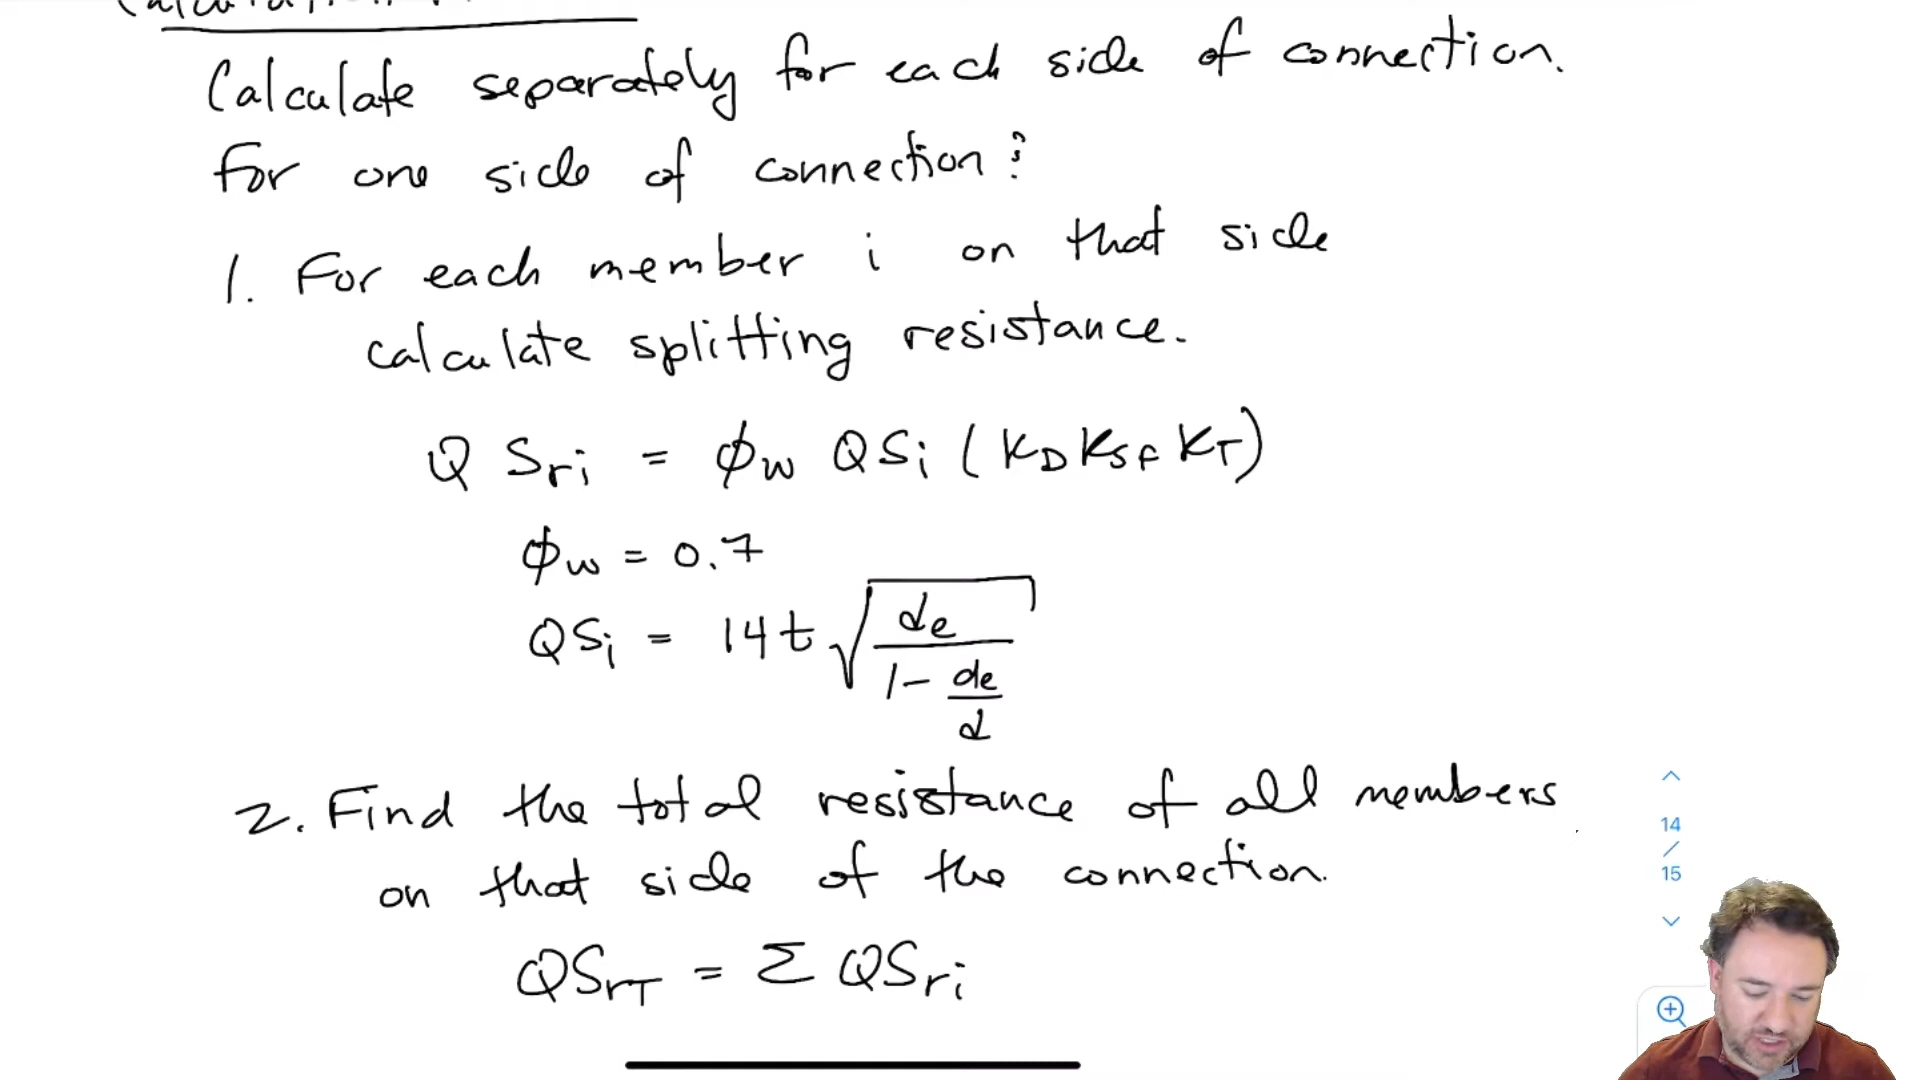 Calculate separately for each side of connection.
For one side of connection:
1. For each member i on that side
calculate splitting resistance.
Q Sri = ϕw QSi (KD KSF KT)
ϕw = 0.7
QSi = 14t √(de / (1 - de/d))
2. Find the total resistance of all members
on that side of the connection.
QSrT = Σ QSri
14
/
15